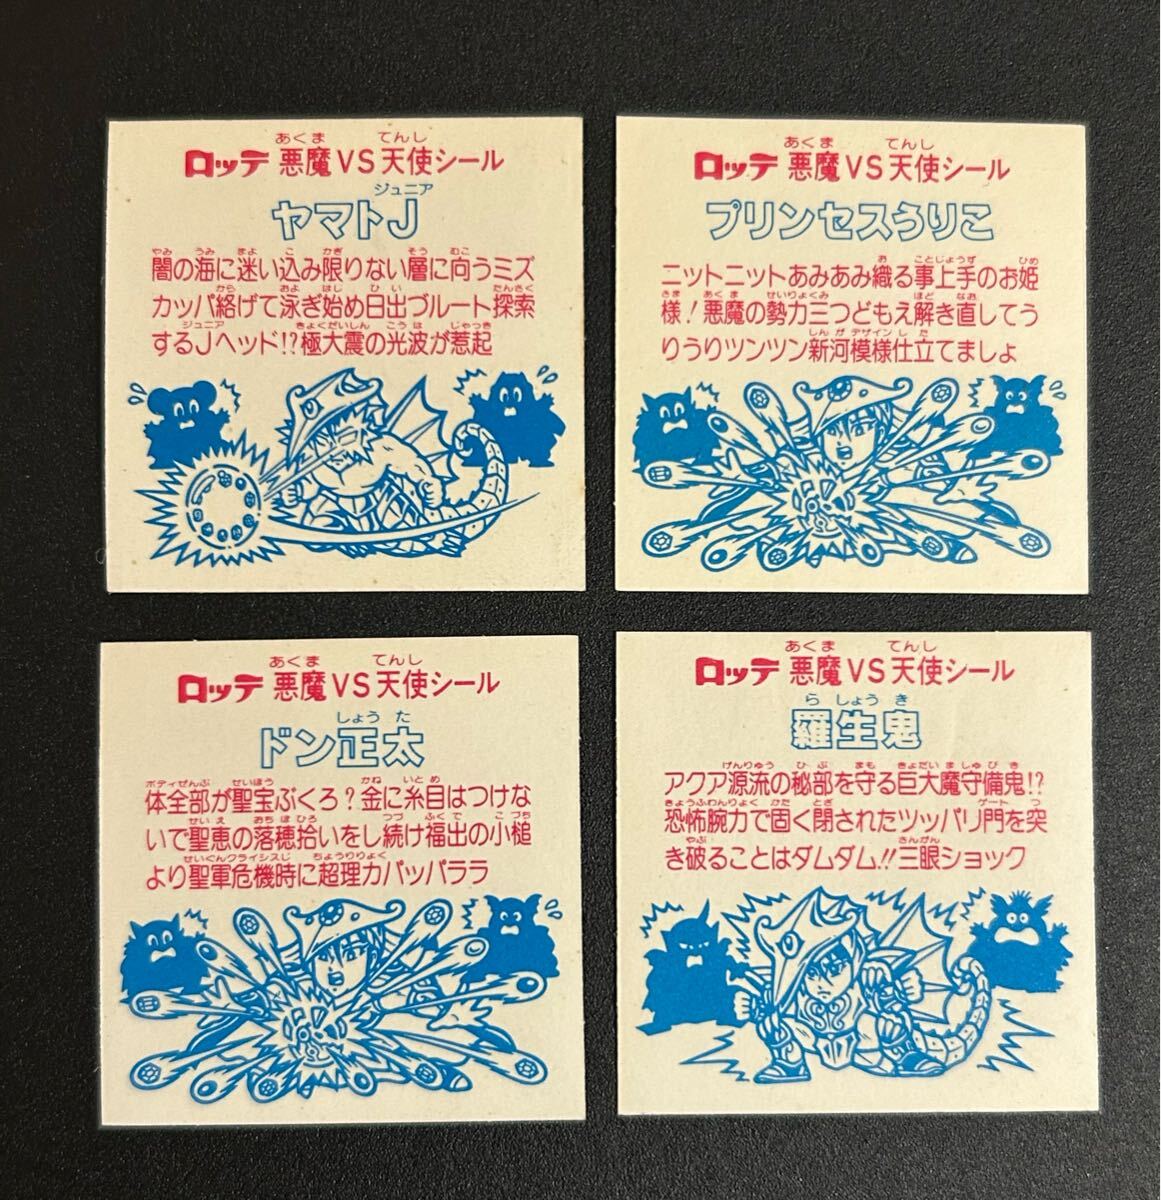 あくま てんし
ロッテ 悪魔VS天使シール
ジュニア
ヤマトJ
やみ うみ まよ こ かぎ そう むこ
闇の海に迷い込み限りない層に向うミズ
から およ はじ ひ い たんさく
カッパ絡げて泳ぎ始め日出づルート探索
ジュニア きょくだいしん こうは じゃっき
するJヘッド!?極大震の光波が惹起
あくま てんし
ロッテ 悪魔VS天使シール
プリンセスうりこ
お ことじょうず ひめ
ニットニットあみあみ織る事上手のお姫
さま あくま せいりょくみ ほど なお
様!悪魔の勢力三つどもえ解き直してう
しん が デザイン し た
りうりツンツン新河模様仕立てましょ
あくま てんし
ロッテ 悪魔VS天使シール
しょう た
ドン正太
ボディぜんぶ せいほう かね いとめ
体全部が聖宝ぶくろ?金に糸目はつけな
せい え おち ほ ひろ つづ ふく で こ づち
いで聖恵の落穂拾いをし続け福出の小槌
せいぐんクライシスじ ちょうりりょく
より聖軍危機時に超理力パッパララ
あくま てんし
ロッテ 悪魔VS天使シール
ら しょう き
羅生鬼
げんりゅう ひ ぶ まも きょだい ま しゅ び き
アクア源流の秘部を守る巨大魔守備鬼!?
きょうふわんりょく かた とざ ゲート つ
恐怖腕力で固く閉されたツッパリ門を突
やぶ さんがん
き破ることはダムダム!!三眼ショック